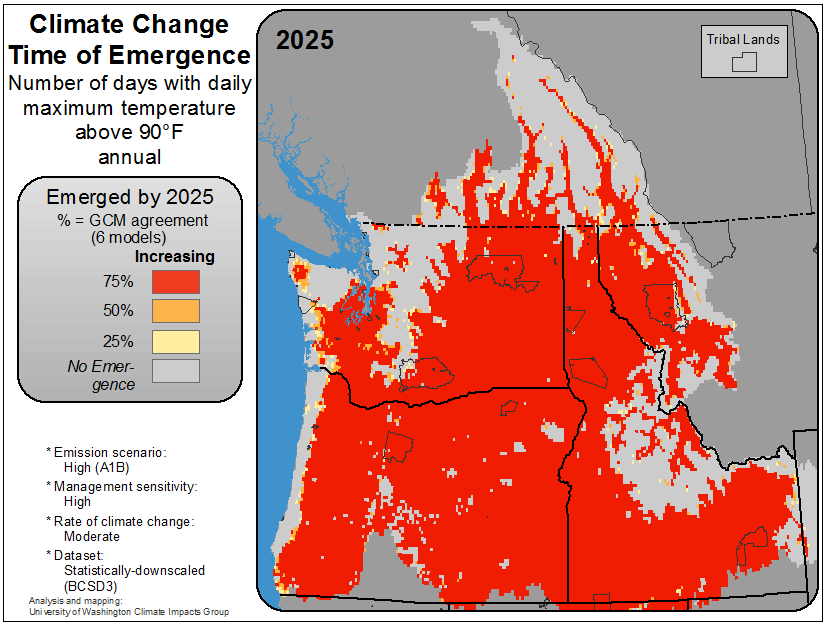 Climate Change
Time of Emergence
Number of days with daily
maximum temperature
above 90°F
annual
Emerged by 2025
% = GCM agreement
(6 models)
Increasing
75%
50%
25%
No Emer-
gence
* Emission scenario:
High (A1B)
* Management sensitivity:
High
* Rate of climate change:
Moderate
* Dataset:
Statistically-downscaled
(BCSD3)
Analysis and mapping:
University of Washington Climate Impacts Group
2025
Tribal Lands